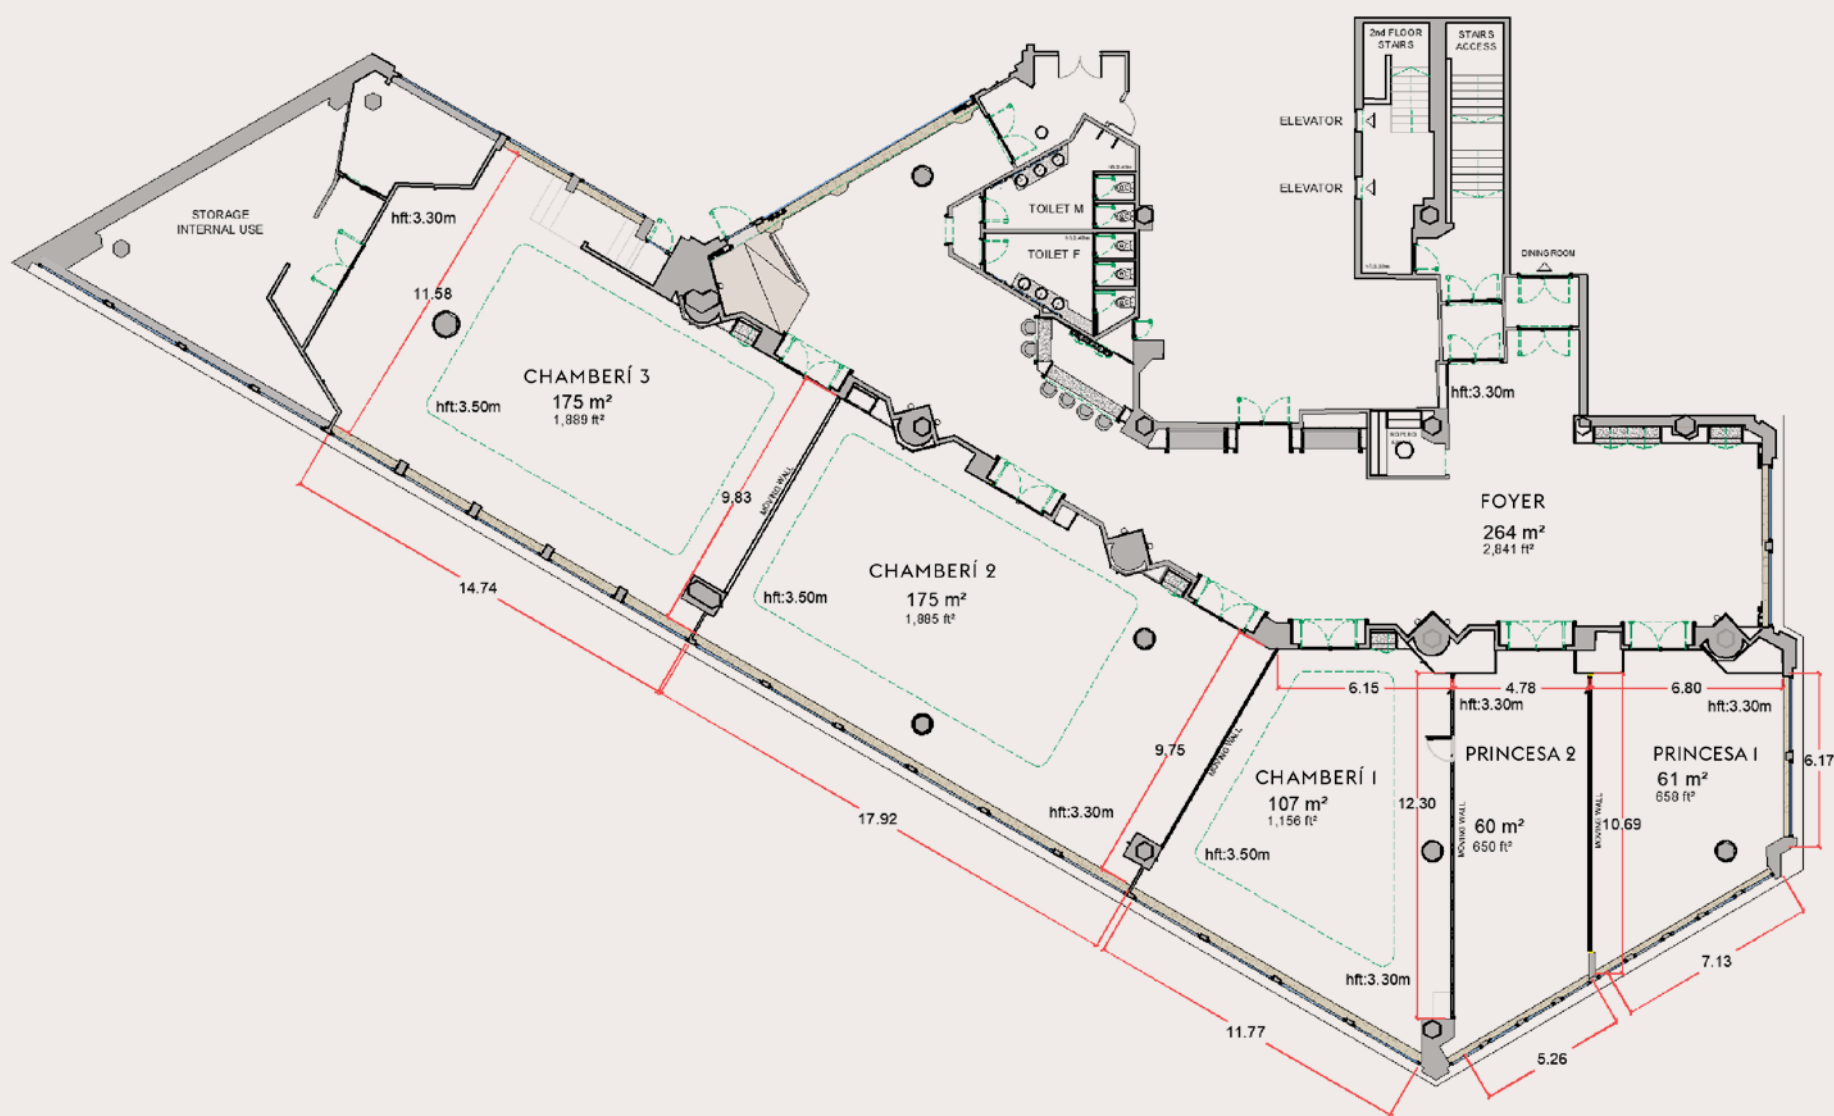 2nd FLOOR
STAIRS
STAIRS
ACCESS
ELEVATOR
ELEVATOR
STORAGE
INTERNAL USE
hft:3.30m
TOILET M
TOILET F
DINING ROOM
11.58
CHAMBERÍ 3
175 m²
1,889 ft²
hft:3.50m
hft:3.30m
9.83
MOVING WALL
FOYER
264 m²
2,841 ft²
14.74
CHAMBERÍ 2
175 m²
1,885 ft²
hft:3.50m
6.15
4.78
6.80
hft:3.30m
hft:3.30m
9.75
MOVING WALL
PRINCESA 2
PRINCESA 1
61 m²
658 ft²
6.17
CHAMBERÍ 1
107 m²
1,156 ft²
12.30
hft:3.30m
17.92
60 m²
650 ft²
MOVING WALL
MOVING WALL
10.69
hft:3.50m
hft:3.30m
7.13
11.77
5.26